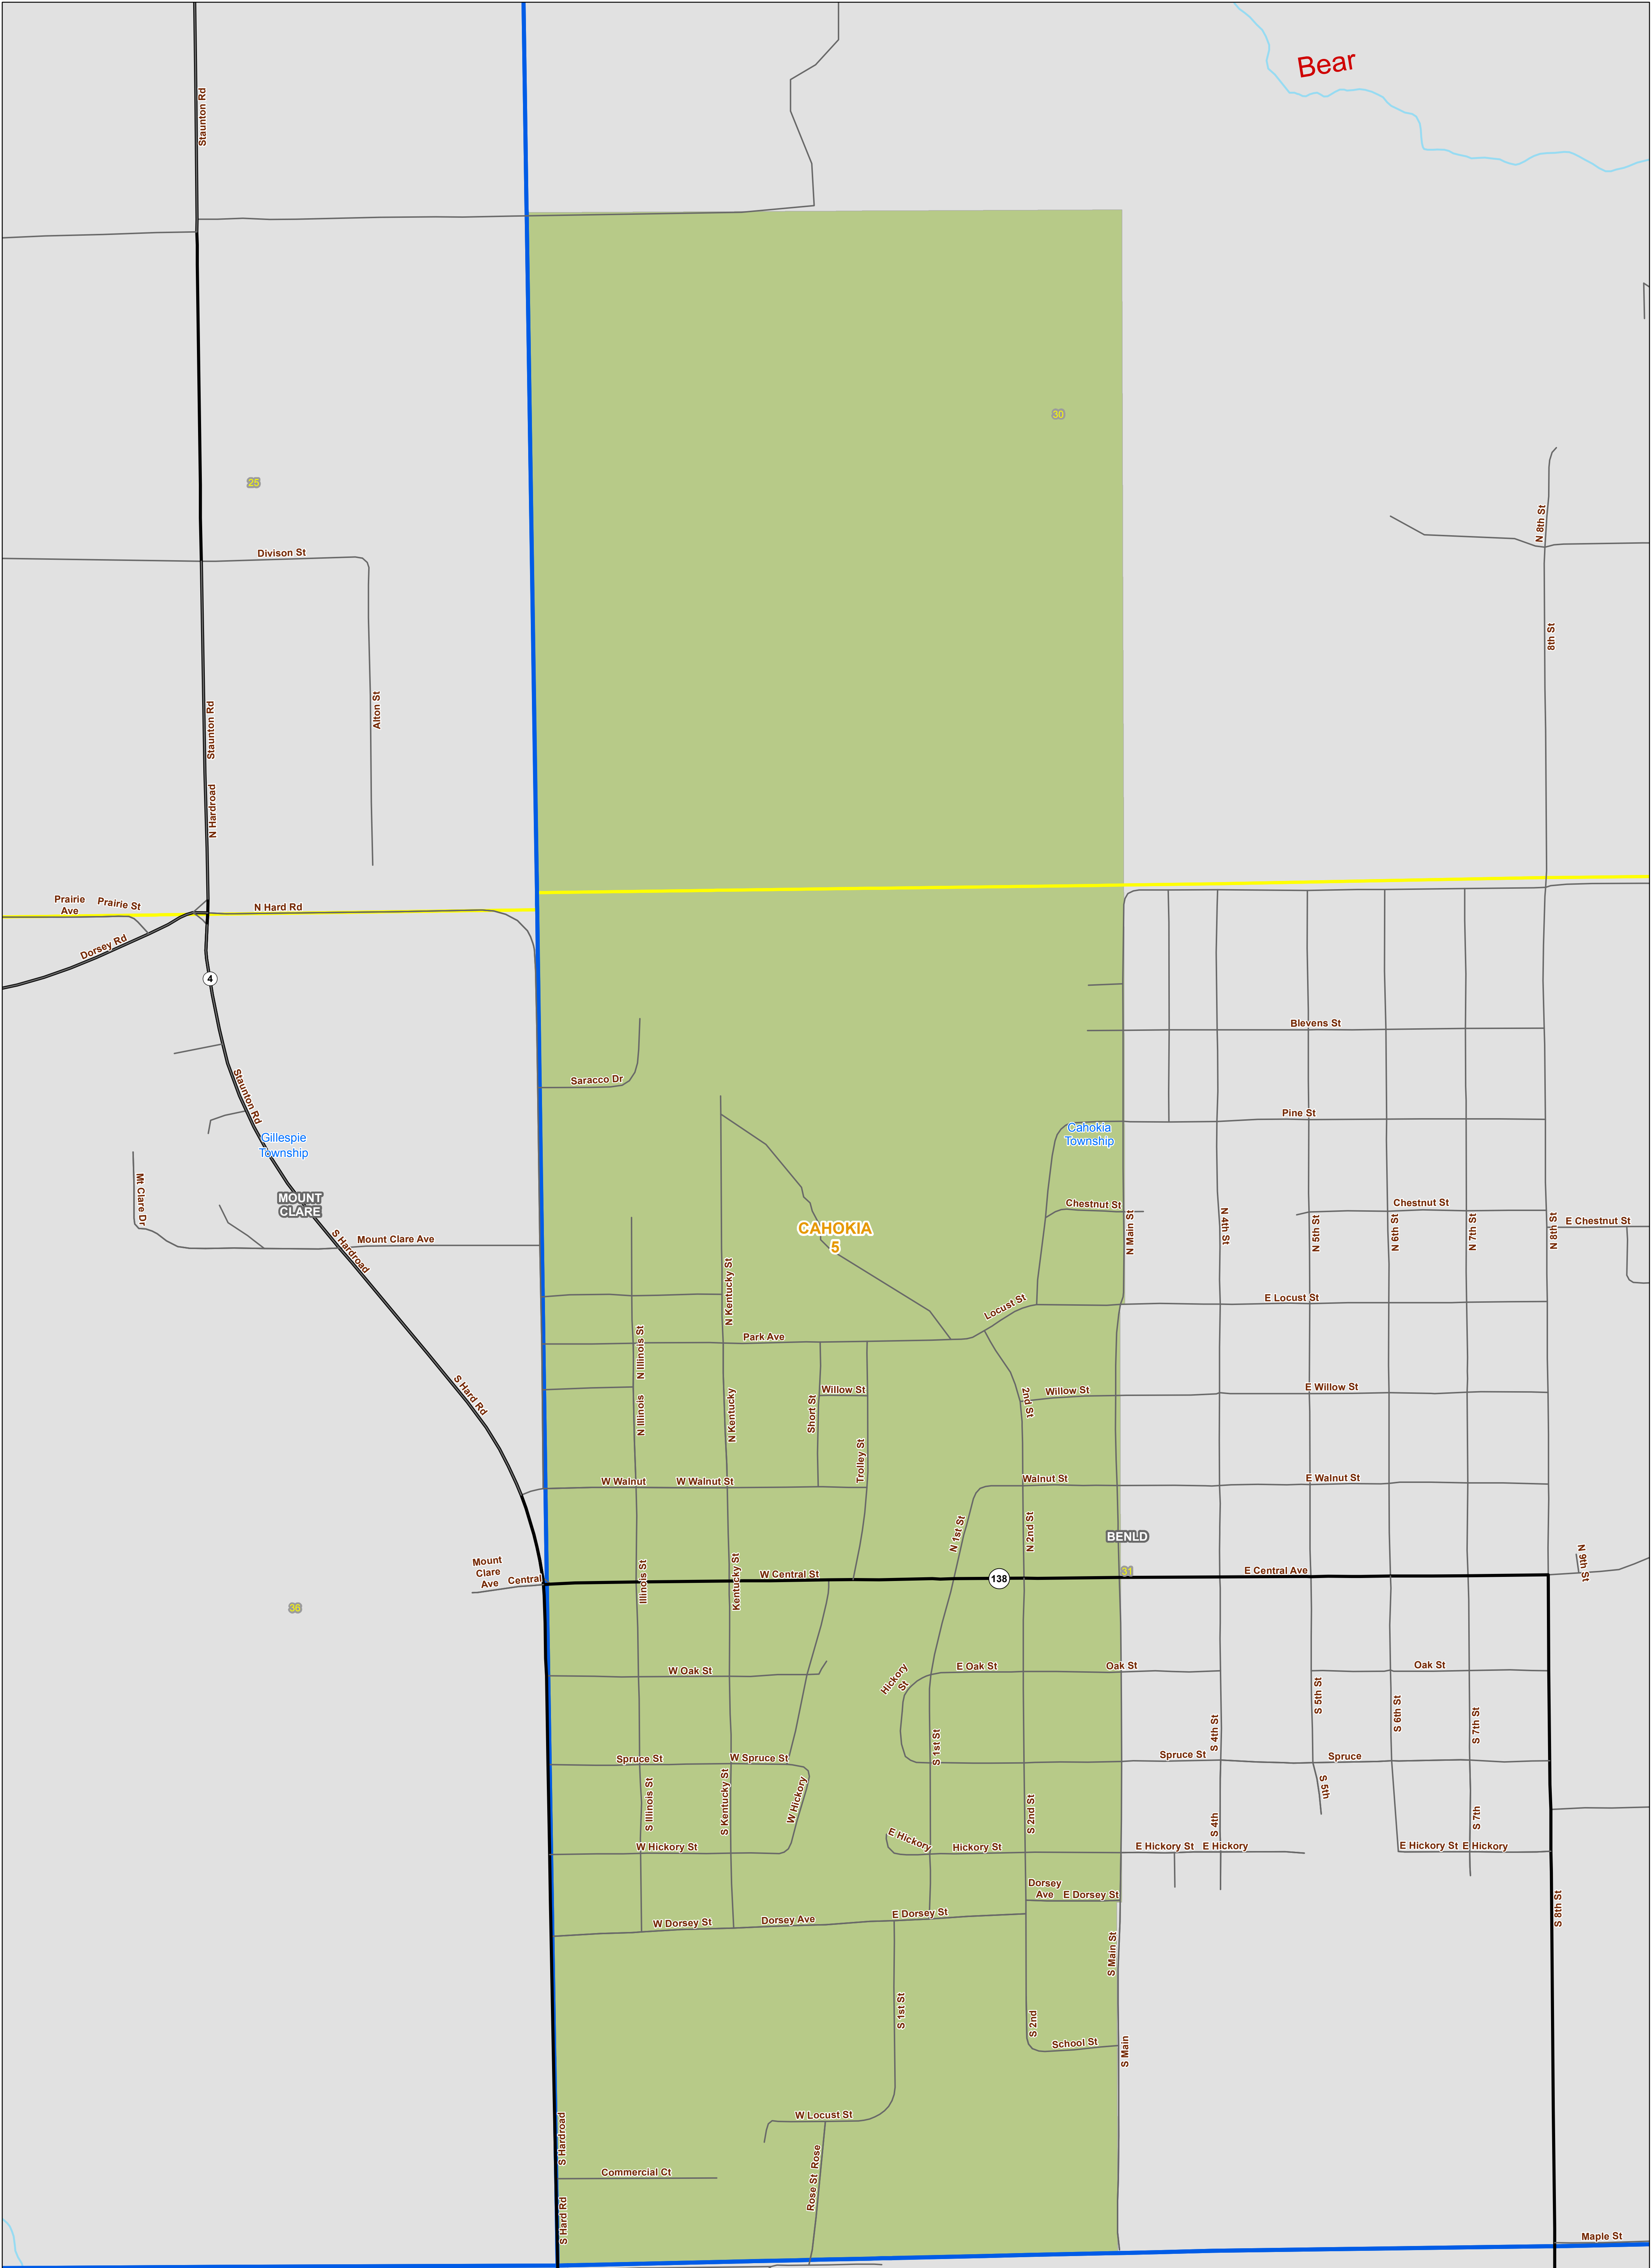 Bear
Staunton Rd
30
25
N 8th St
Divison St
8th St
Alton St
Staunton Rd
N Hardroad
Prairie
Ave
Prairie St
N Hard Rd
Dorsey Rd
4
Blevens St
Saracco Dr
Staunton Rd
Pine St
Cahokia
Township
Gillespie
Township
Mt Clare Dr
MOUNT
CLARE
Chestnut St
Chestnut St
E Chestnut St
N Main St
N 4th St
N 5th St
N 6th St
N 7th St
N 8th St
CAHOKIA
5
S Hardroad
Mount Clare Ave
N Kentucky St
Locust St
E Locust St
Park Ave
N Illinois St
S Hard Rd
Willow St
2nd St
Willow St
E Willow St
N Illinois
N Kentucky
Short St
Trolley St
W Walnut
W Walnut St
Walnut St
E Walnut St
N 1st St
N 2nd St
BENLD
31
Mount
Clare
Ave
Central
Illinois St
Kentucky St
W Central St
138
E Central Ave
N 9th St
36
W Oak St
Hickory
St
E Oak St
Oak St
Oak St
S 5th St
S 6th St
S 7th St
S 4th St
S 1st St
Spruce St
W Spruce St
Spruce St
Spruce
S Illinois St
S Kentucky St
W Hickory
S 2nd St
S 5th
S 4th
S 7th
W Hickory St
E Hickory
Hickory St
E Hickory St
E Hickory
E Hickory St
E Hickory
Dorsey
Ave
E Dorsey St
W Dorsey St
Dorsey Ave
E Dorsey St
S 8th St
S Main St
S 1st St
S 2nd
School St
S Main
W Locust St
S Hardroad
Rose
Rose St
Commercial Ct
S Hard Rd
Maple St